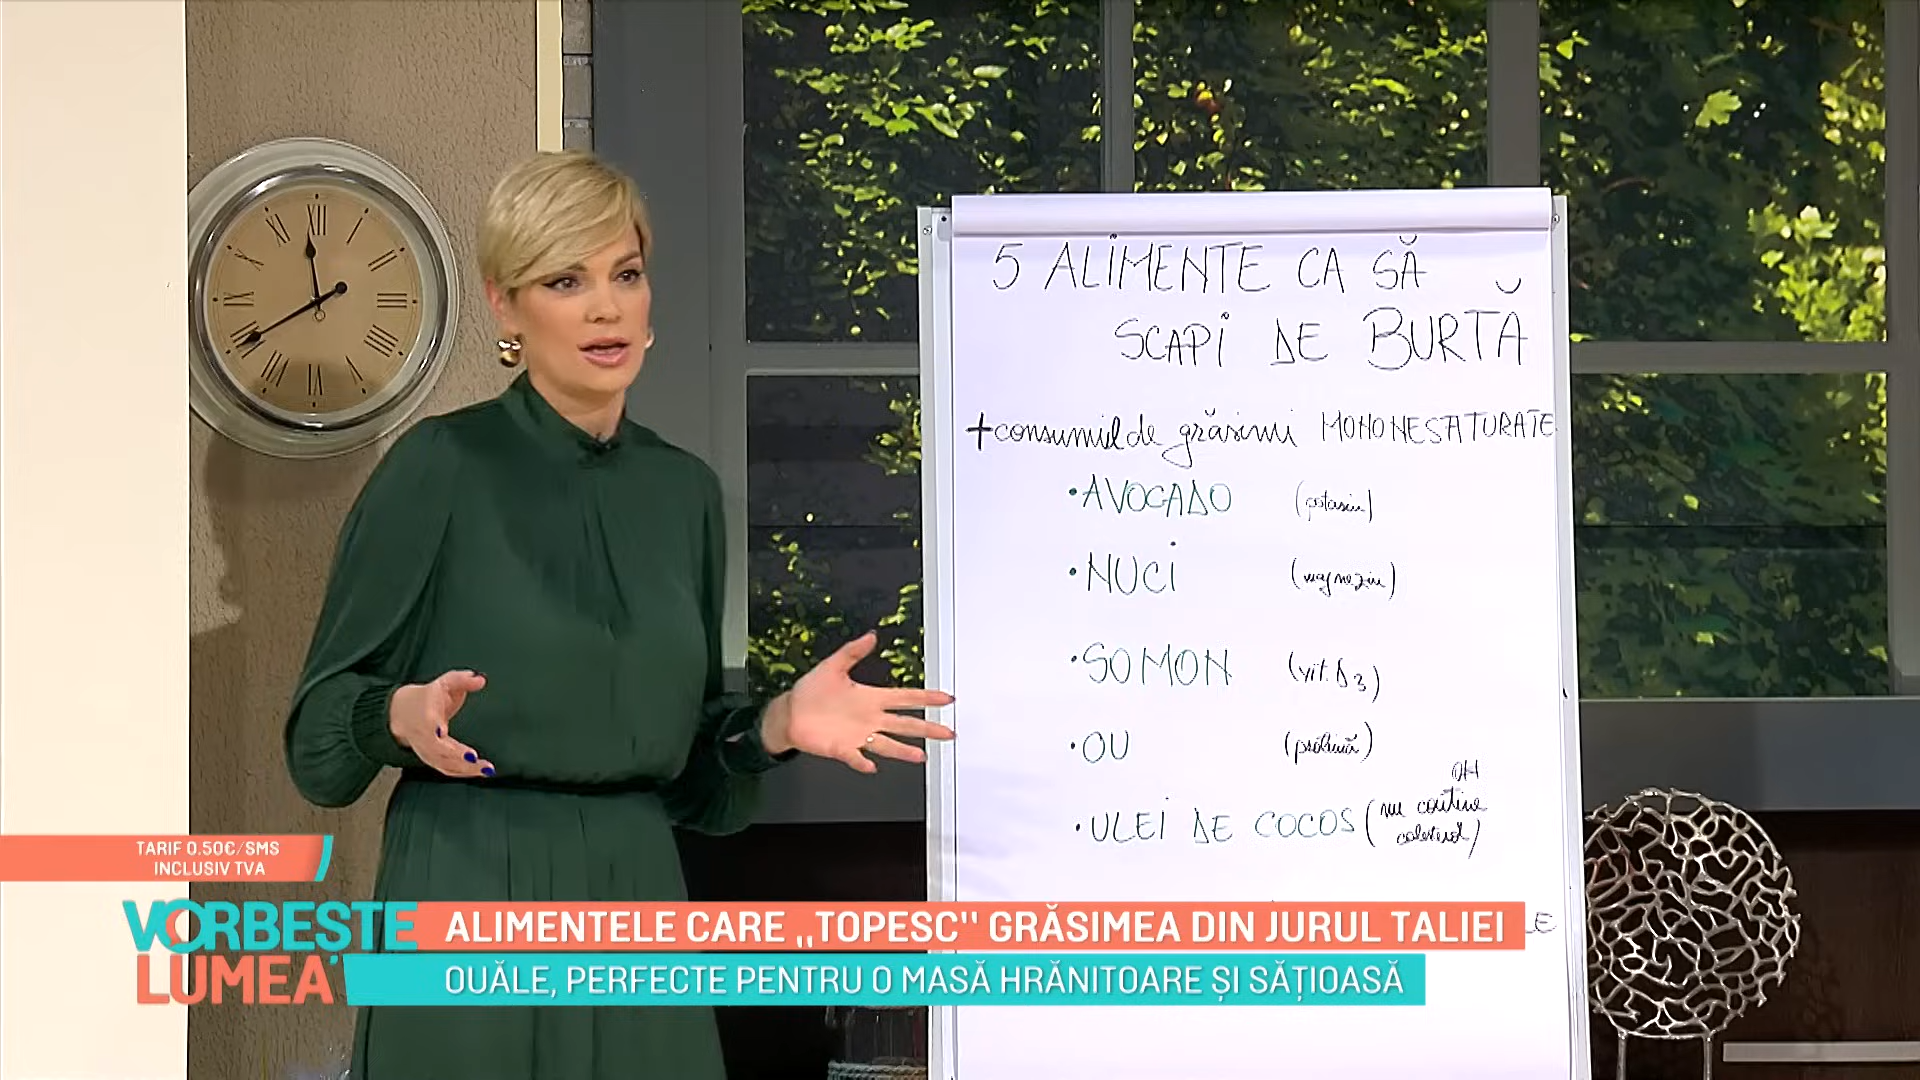 XII
5 ALIMENTE CA SĂ
SCAPI DE BURTĂ
+ consumul de grăsimi MONONESATURATE
• AVOCADO (potasiu)
• NUCI (magneziu)
• SOMON (vit. D3)
• OU (proteină)
• ULEI DE COCOS (nu conține colesterol)
LE
TARIF 0.50€/SMS
INCLUSIV TVA
VORBEȘTE
LUMEA
ALIMENTELE CARE „TOPESC" GRĂSIMEA DIN JURUL TALIEI
OUĂLE, PERFECTE PENTRU O MASĂ HRĂNITOARE ȘI SĂȚIOASĂ